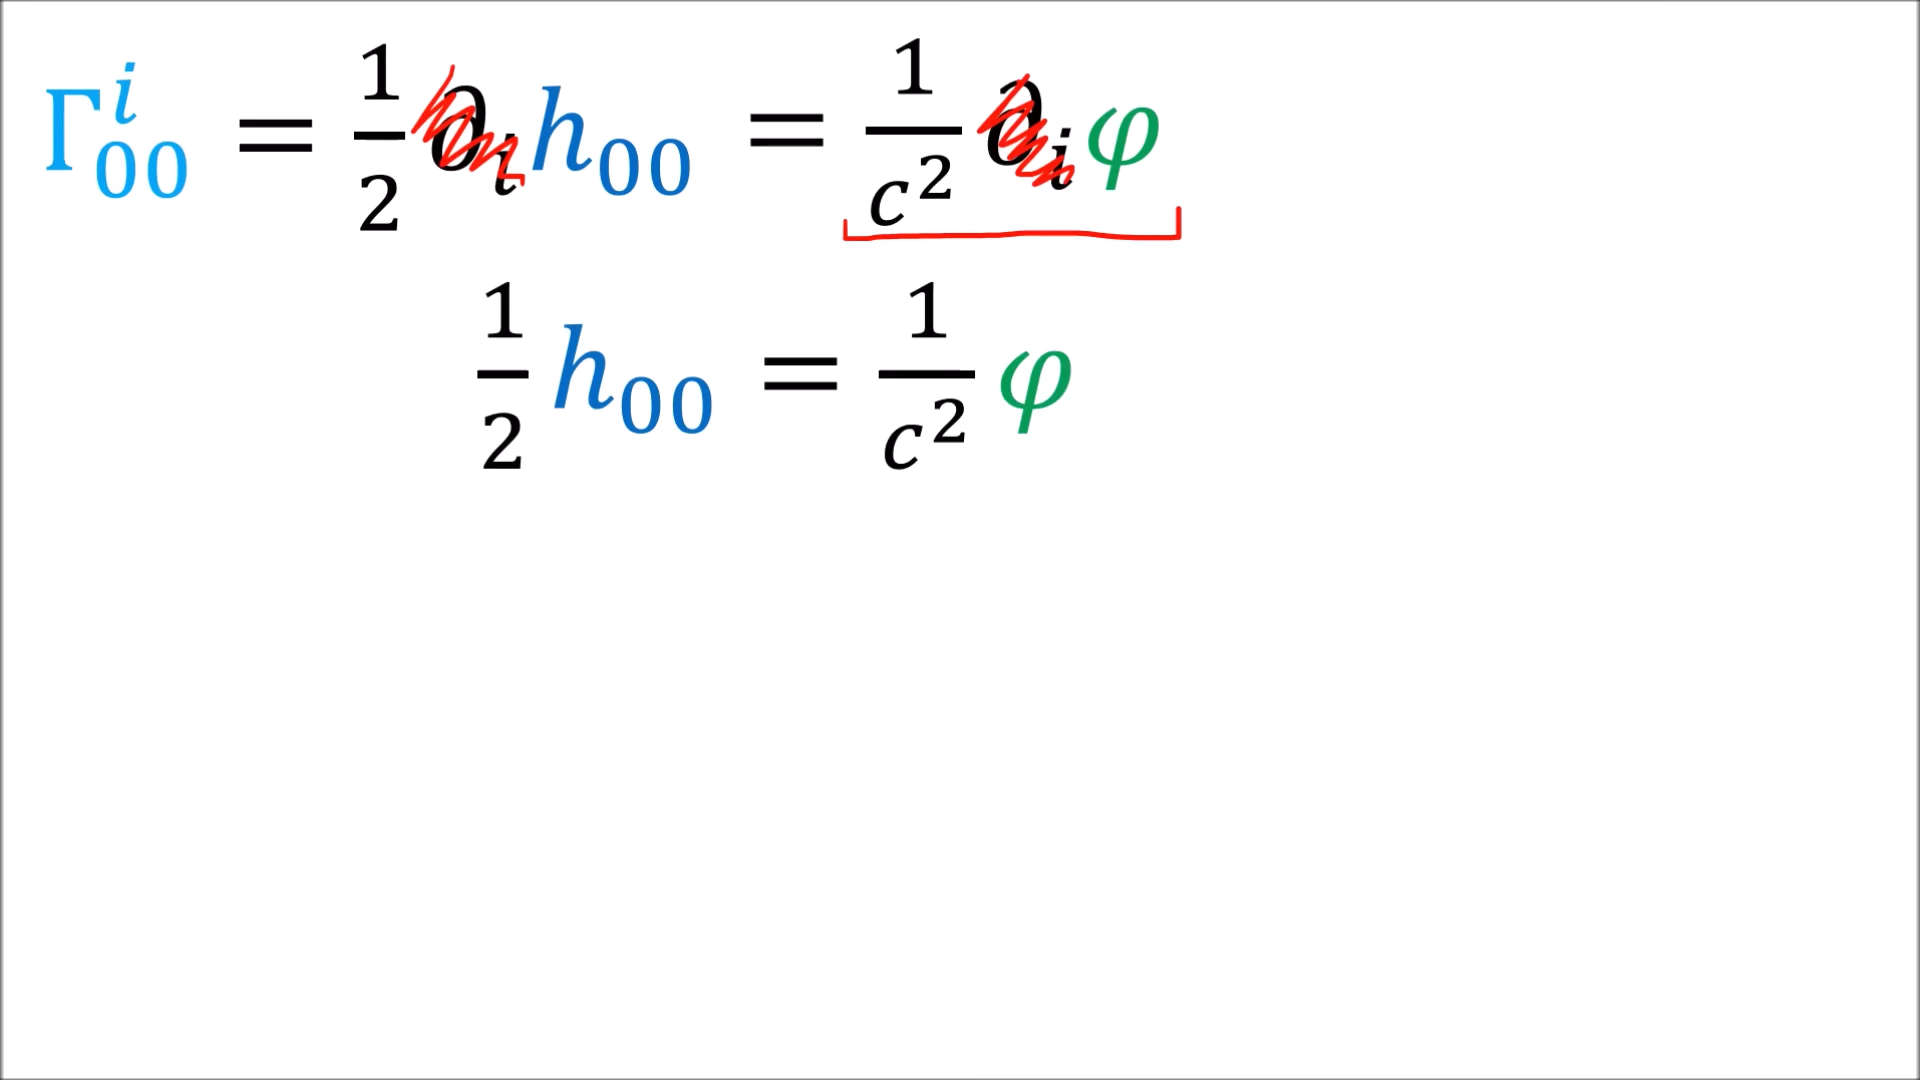 Γ^i_00 = 1/2 ∂_i h_00 = 1/c^2 ∂_i φ
1/2 h_00 = 1/c^2 φ